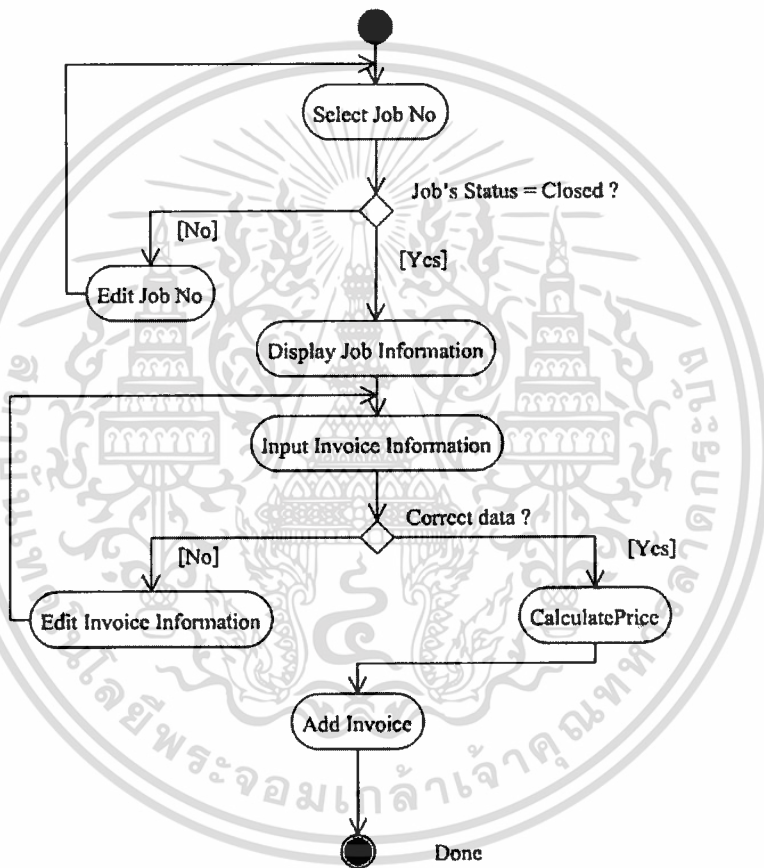 Select Job No
Job's Status = Closed ?
[No]
[Yes]
Edit Job No
Display Job Information
Input Invoice Information
Correct data ?
[No]
[Yes]
Edit Invoice Information
CalculatePrice
Add Invoice
Done